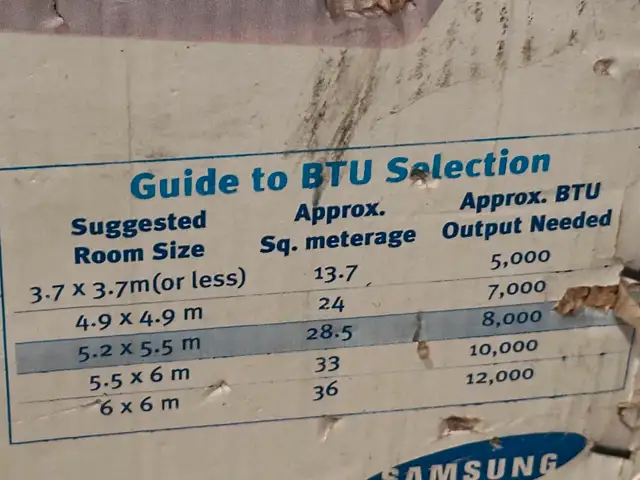 Guide to BTU Selection
Suggested Room Size Approx. Sq. meterage Approx. BTU Output Needed
3.7 x 3.7m(or less) 13.7 5,000
4.9 x 4.9 m 24 7,000
5.2 x 5.5 m 28.5 8,000
5.5 x 6 m 33 10,000
6 x 6 m 36 12,000
SAMSUNG